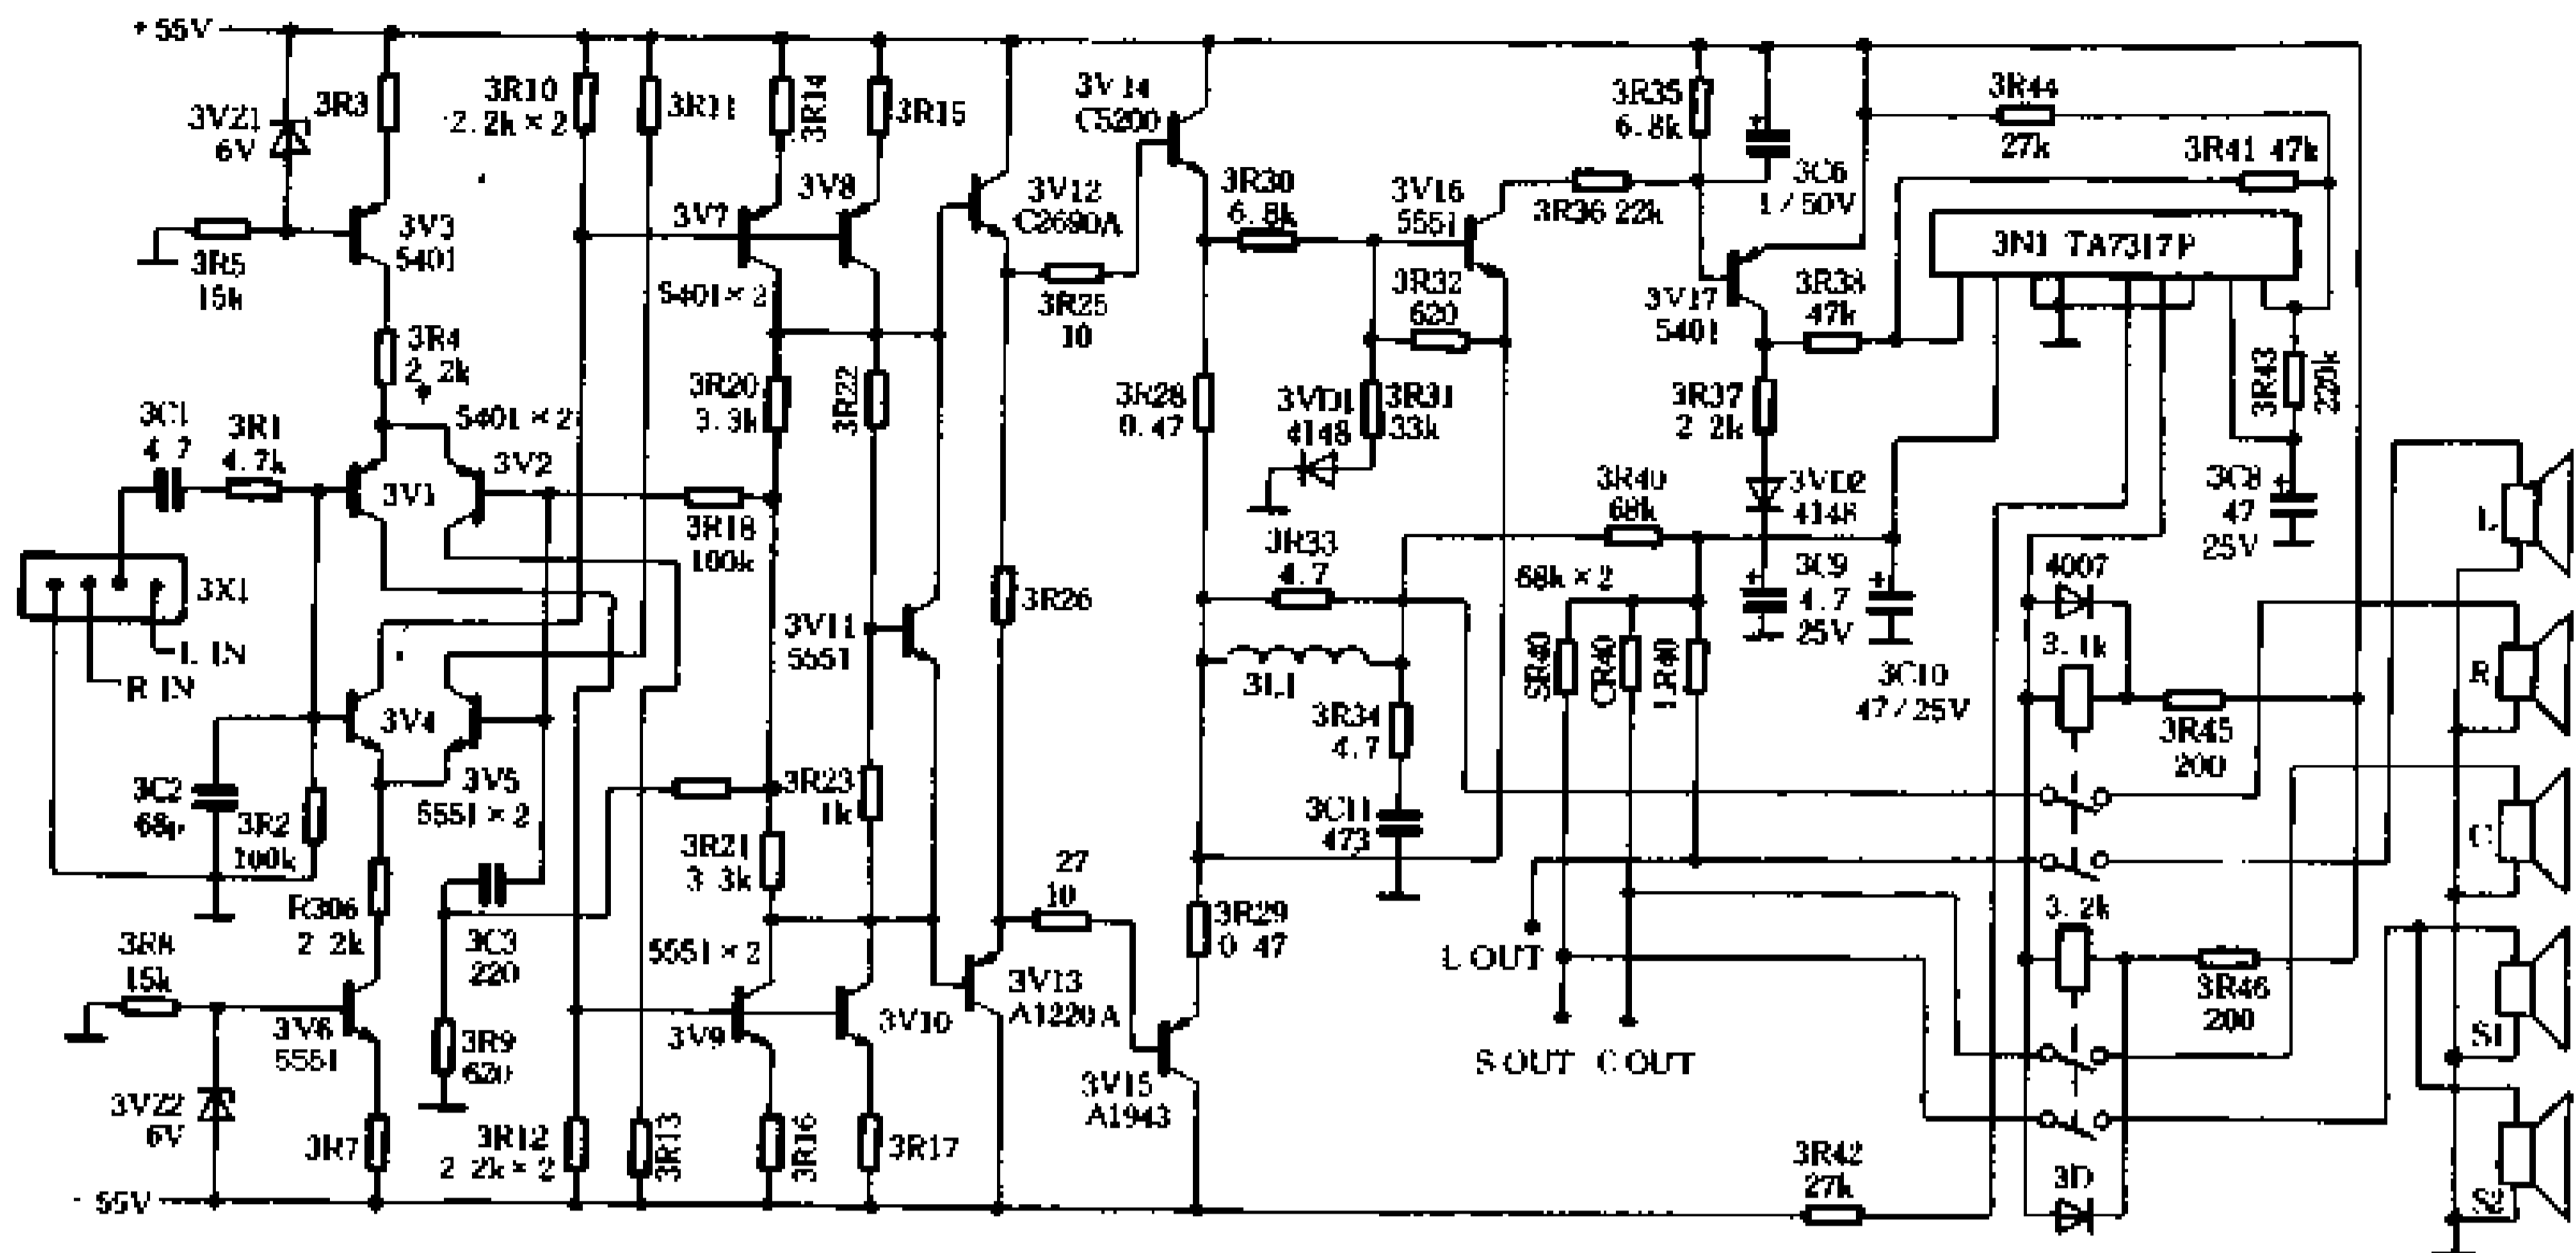 +55V
3VZ1
6V
3R3
3R10
2.2k×2
3R11
3R14
3R15
3V14
C5200
3R35
6.8k
3C6
1/50V
3R44
27k
3R41 47k
3R5
15k
3V3
5401
3V7
3V8
5401×2
3V12
C2690A
3R25
10
3R30
6.8k
3V16
5551
3R36 22k
3R32
620
3V17
5401
3R38
47k
3N1 TA7317P
3R4
2.2k
5401×2
3R20
3.3k
3R22
3R28
0.47
3VD1
4148
3R31
33k
3R37
2.2k
3R43
220k
3C1
4.7
3R1
4.7k
3V1
3V2
3R18
100k
3R40
68k
3VD2
4148
3C8
47
25V
L
3X1
L IN
R IN
3V11
5551
3R26
3R33
4.7
68k×2
3C9
4.7
25V
4007
3.1k
3L1
SR40
CR40
LR40
3C10
47/25V
R
3V4
3V5
5551×2
3R34
4.7
3R45
200
3C2
68p
3R2
100k
3R23
1k
3R21
3.3k
3C11
473
C
R306
2.2k
3C3
220
27
10
3R29
0.47
3.2k
3R8
15k
5551×2
L OUT
3R46
200
3V6
5551
3R9
620
3V9
3V10
3V13
A1220A
S OUT
C OUT
S1
3VZ2
6V
3R7
3R12
2.2k×2
3R13
3R16
3R17
3V15
A1943
3R42
27k
3D
S2
-55V